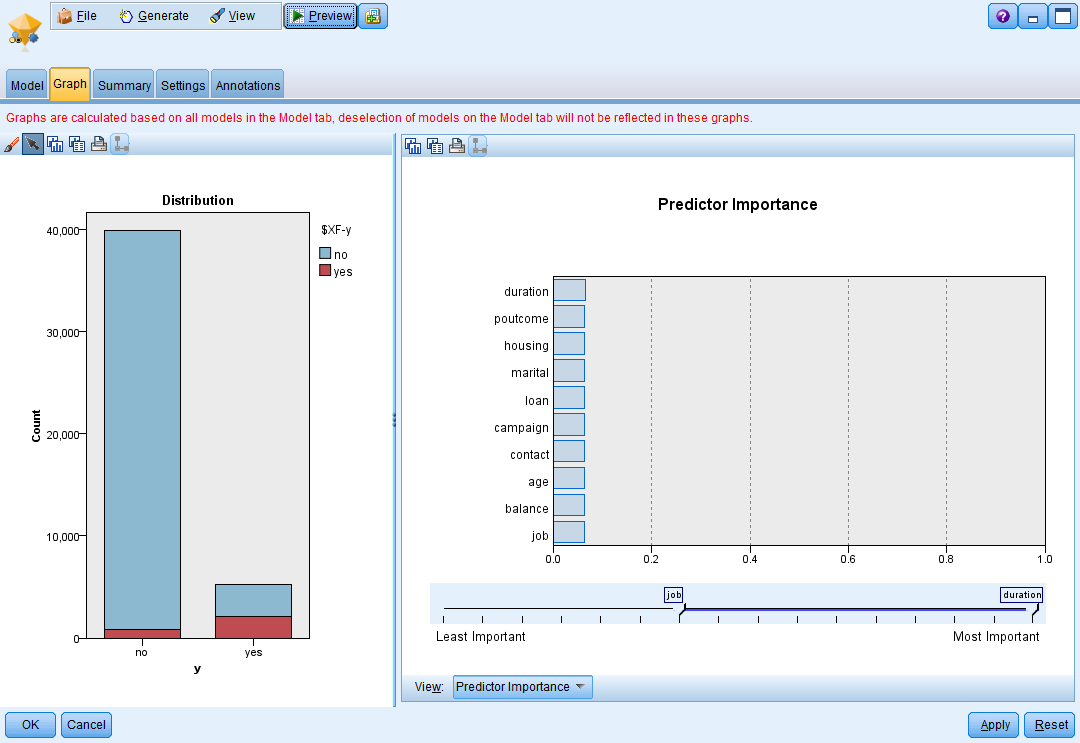 File Generate View Preview
Model Graph Summary Settings Annotations
Graphs are calculated based on all models in the Model tab, deselection of models on the Model tab will not be reflected in these graphs.
Distribution
40,000
30,000
20,000
10,000
0
Count
no yes
y
$XF-y
no
yes
Predictor Importance
duration
poutcome
housing
marital
loan
campaign
contact
age
balance
job
0.0 0.2 0.4 0.6 0.8 1.0
job duration
Least Important Most Important
View: Predictor Importance
OK Cancel Apply Reset